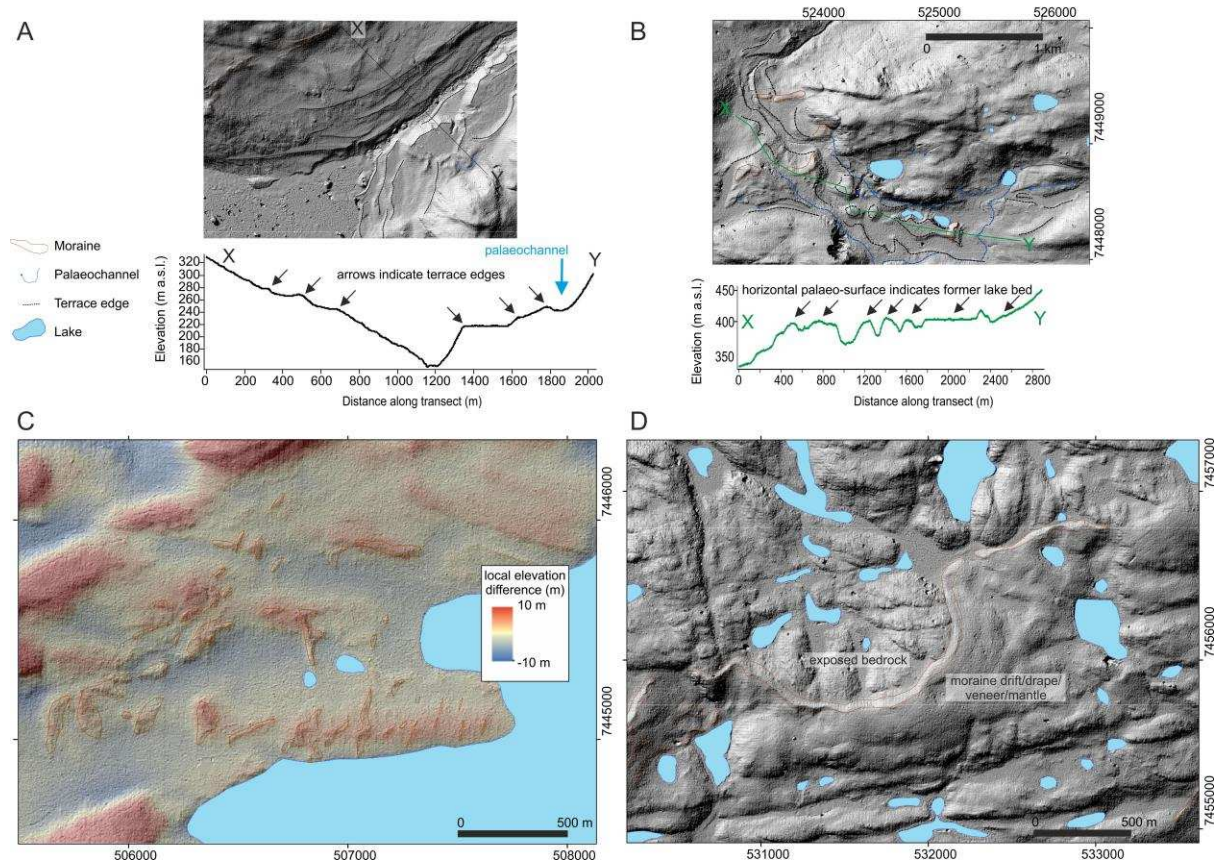 A
X
Moraine
Palaeochannel
Terrace edge
Lake
palaeochannel
X
Y
arrows indicate terrace edges
Elevation (m a.s.l.)
320
300
280
260
240
220
200
180
160
0
200
400
600
800
1000
1200
1400
1600
1800
2000
Distance along transect (m)
B
524000
525000
526000
0
1 km
X
Y
7449000
7448000
horizontal palaeo-surface indicates former lake bed
X
Y
Elevation (m a.s.l.)
450
400
350
0
400
800
1200
1600
2000
2400
2800
Distance along transect (m)
C
local elevation
difference (m)
10 m
-10 m
7446000
7445000
0
500 m
506000
507000
508000
D
exposed bedrock
moraine drift/drape/
veneer/mantle
7457000
7456000
7455000
0
500 m
531000
532000
533000